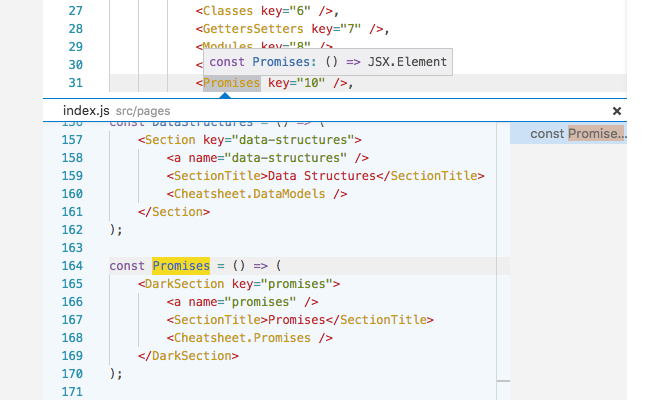 27 <Classes key="6" />,
28 <GettersSetters key="7" />,
29 <Modules key="8" />,
const Promises: () => JSX.Element
30 <
31 <Promises key="10" />,
index.js src/pages ×
156 const DataStructures = () => (
const Promise...
157 <Section key="data-structures">
158 <a name="data-structures" />
159 <SectionTitle>Data Structures</SectionTitle>
160 <Cheatsheet.DataModels />
161 </Section>
162 );
163
164 const Promises = () => (
165 <DarkSection key="promises">
166 <a name="promises" />
167 <SectionTitle>Promises</SectionTitle>
168 <Cheatsheet.Promises />
169 </DarkSection>
170 );
171